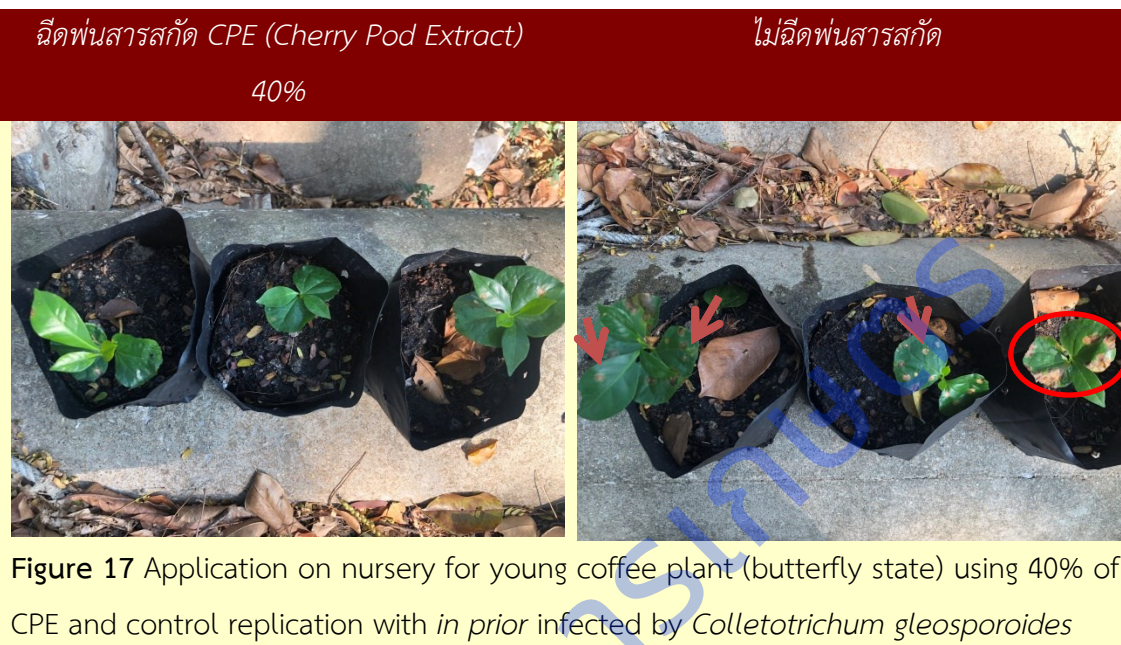 ฉีดพ่นสารสกัด CPE (Cherry Pod Extract)
40%
ไม่ฉีดพ่นสารสกัด
Figure 17 Application on nursery for young coffee plant (butterfly state) using 40% of
CPE and control replication with in prior infected by Colletotrichum gleosporoides